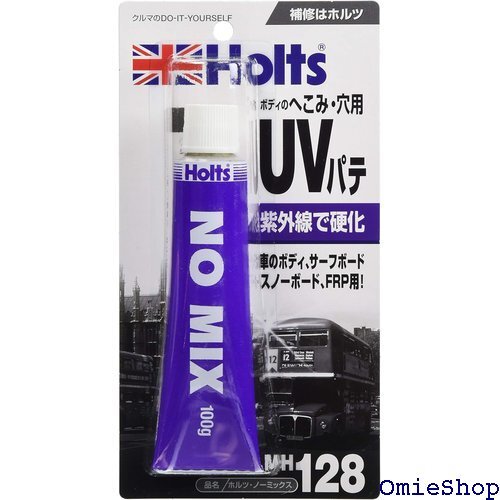 クルマのDO-IT-YOURSELF
補修はホルツ
Holts®
ボディのへこみ・穴用
UVパテ
紫外線で硬化
車のボディ、サーフボード
スノーボード、FRP用!
Holts®
NO MIX
100g
12
12
MH128
品名/ホルツ・ノーミックス
OmieShop